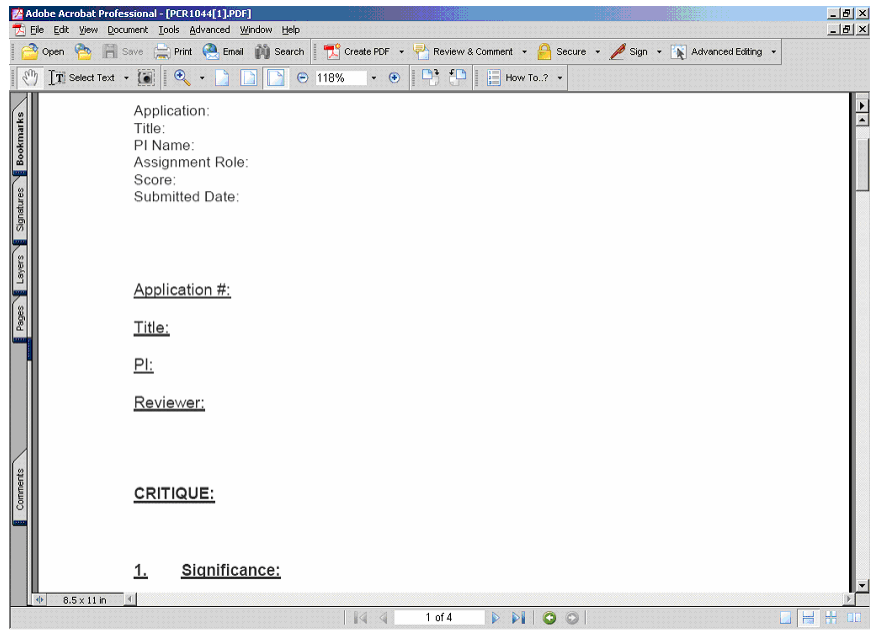 Adobe Acrobat Professional - [PCR1044[1].PDF]
File Edit View Document Tools Advanced Window Help
Open Save Print Email Search Create PDF Review & Comment Secure Sign Advanced Editing
Select Text 118% How To..?
Bookmarks
Signatures
Layers
Pages
Comments
Application:
Title:
PI Name:
Assignment Role:
Score:
Submitted Date:
Application #:
Title:
PI:
Reviewer:
CRITIQUE:
1. Significance:
8.5 x 11 in
1 of 4